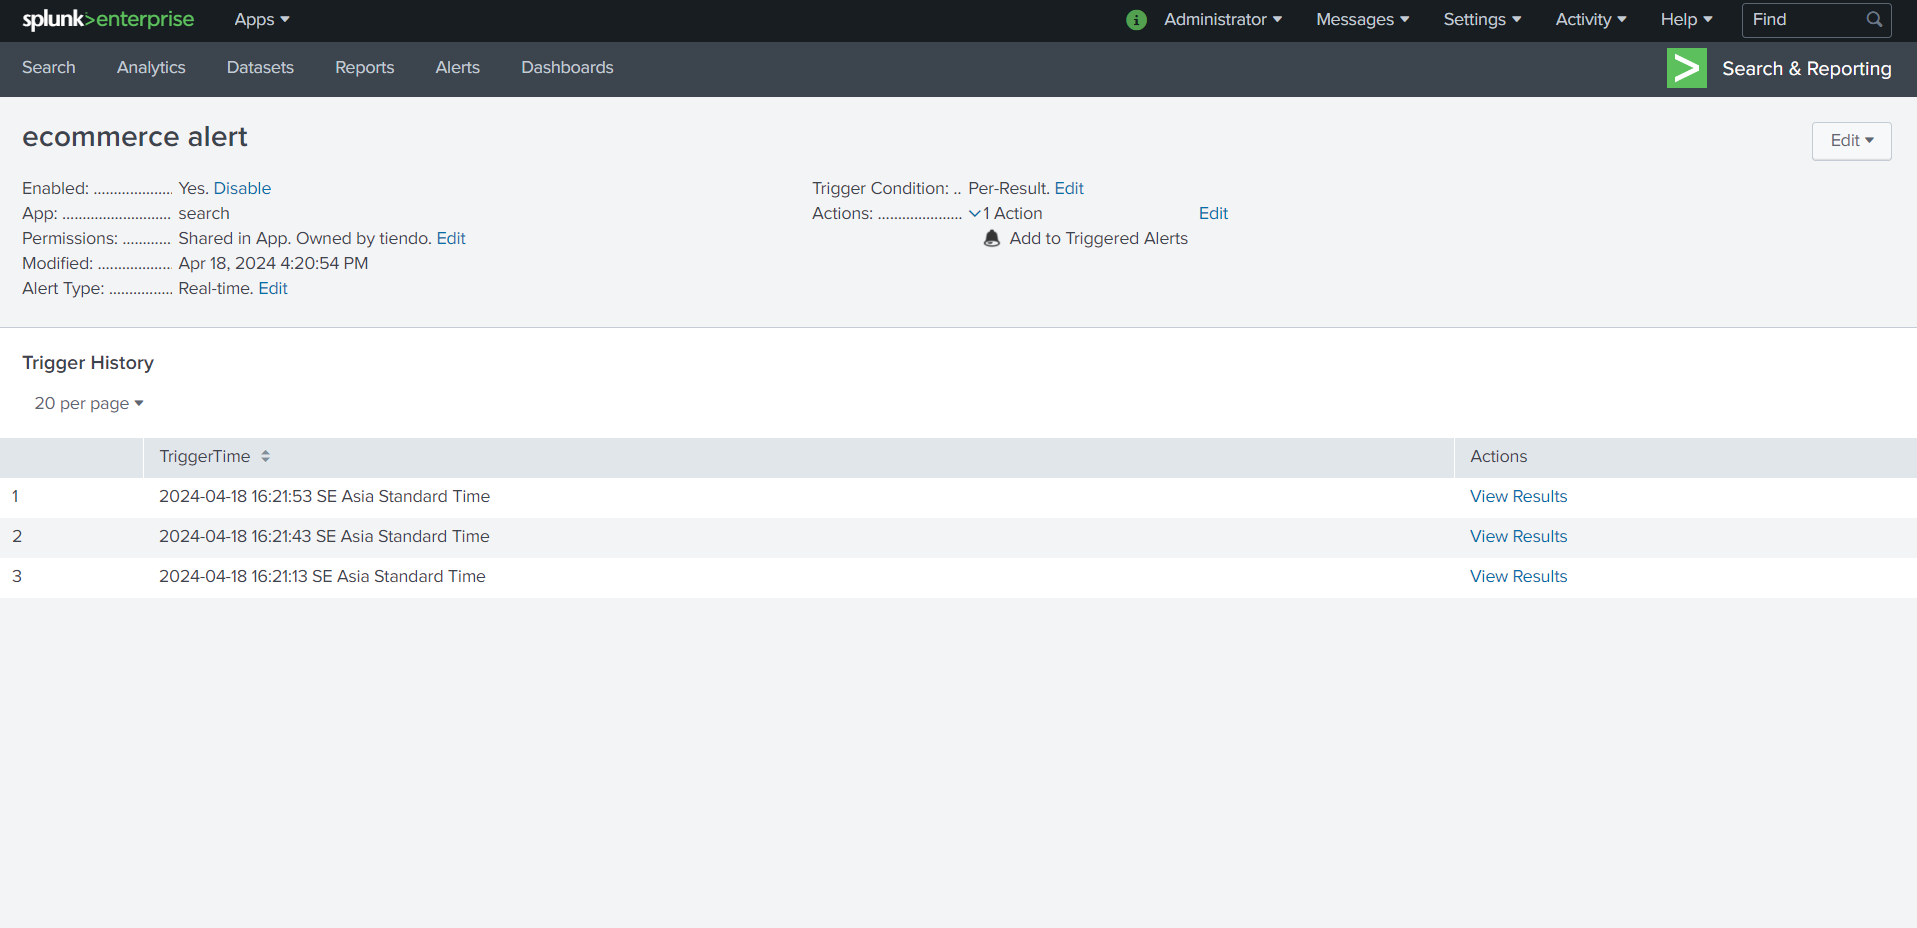 splunk>enterprise Apps Administrator Messages Settings Activity Help Find
Search Analytics Datasets Reports Alerts Dashboards Search & Reporting
ecommerce alert
Edit
Enabled: ................... Yes. Disable
App: ........................... search
Permissions: ............ Shared in App. Owned by tiendo. Edit
Modified: .................. Apr 18, 2024 4:20:54 PM
Alert Type: ................ Real-time. Edit
Trigger Condition: .. Per-Result. Edit
Actions: ..................... 1 Action Edit
Add to Triggered Alerts
Trigger History
20 per page
TriggerTime Actions
1 2024-04-18 16:21:53 SE Asia Standard Time View Results
2 2024-04-18 16:21:43 SE Asia Standard Time View Results
3 2024-04-18 16:21:13 SE Asia Standard Time View Results